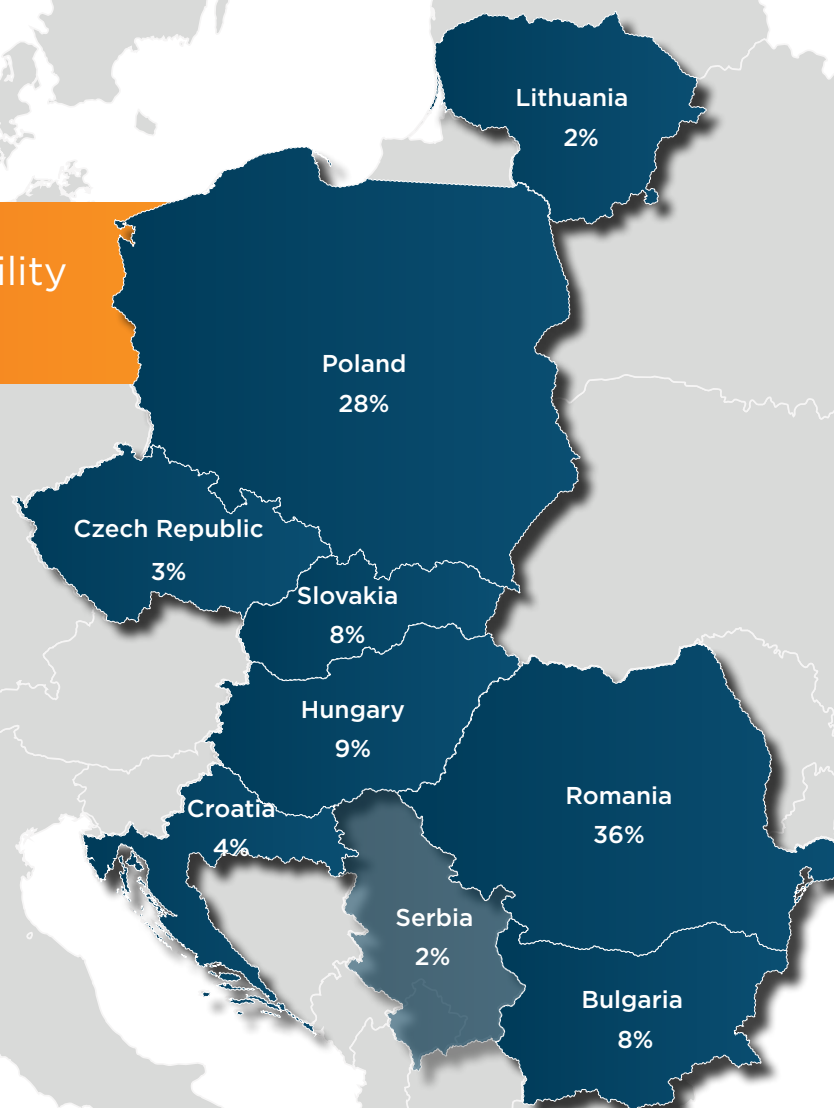 Lithuania
2%
ility
Poland
28%
Czech Republic
3%
Slovakia
8%
Hungary
9%
Romania
36%
Croatia
4%
Serbia
2%
Bulgaria
8%